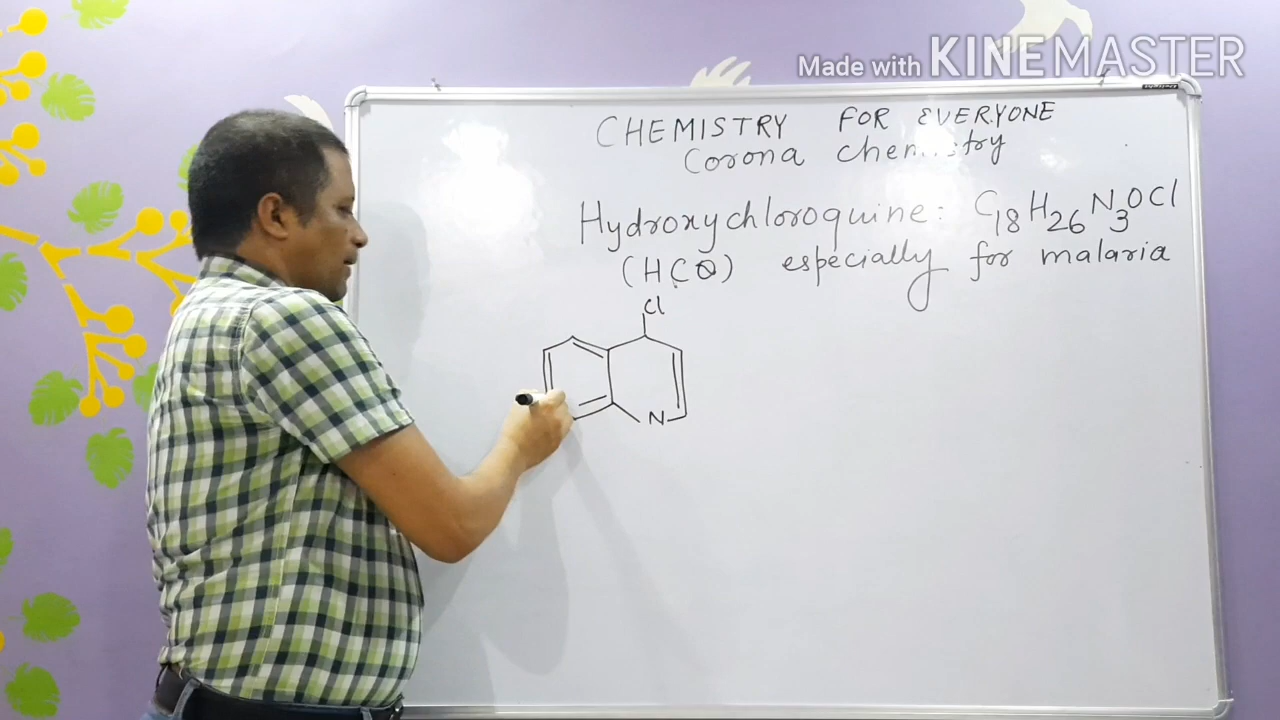 Made with KINEMASTER
CHEMISTRY FOR EVERYONE
Corona chemistry
Hydroxychloroquine: C18H26N3OCl
(HCQ) especially for malaria
Cl
N